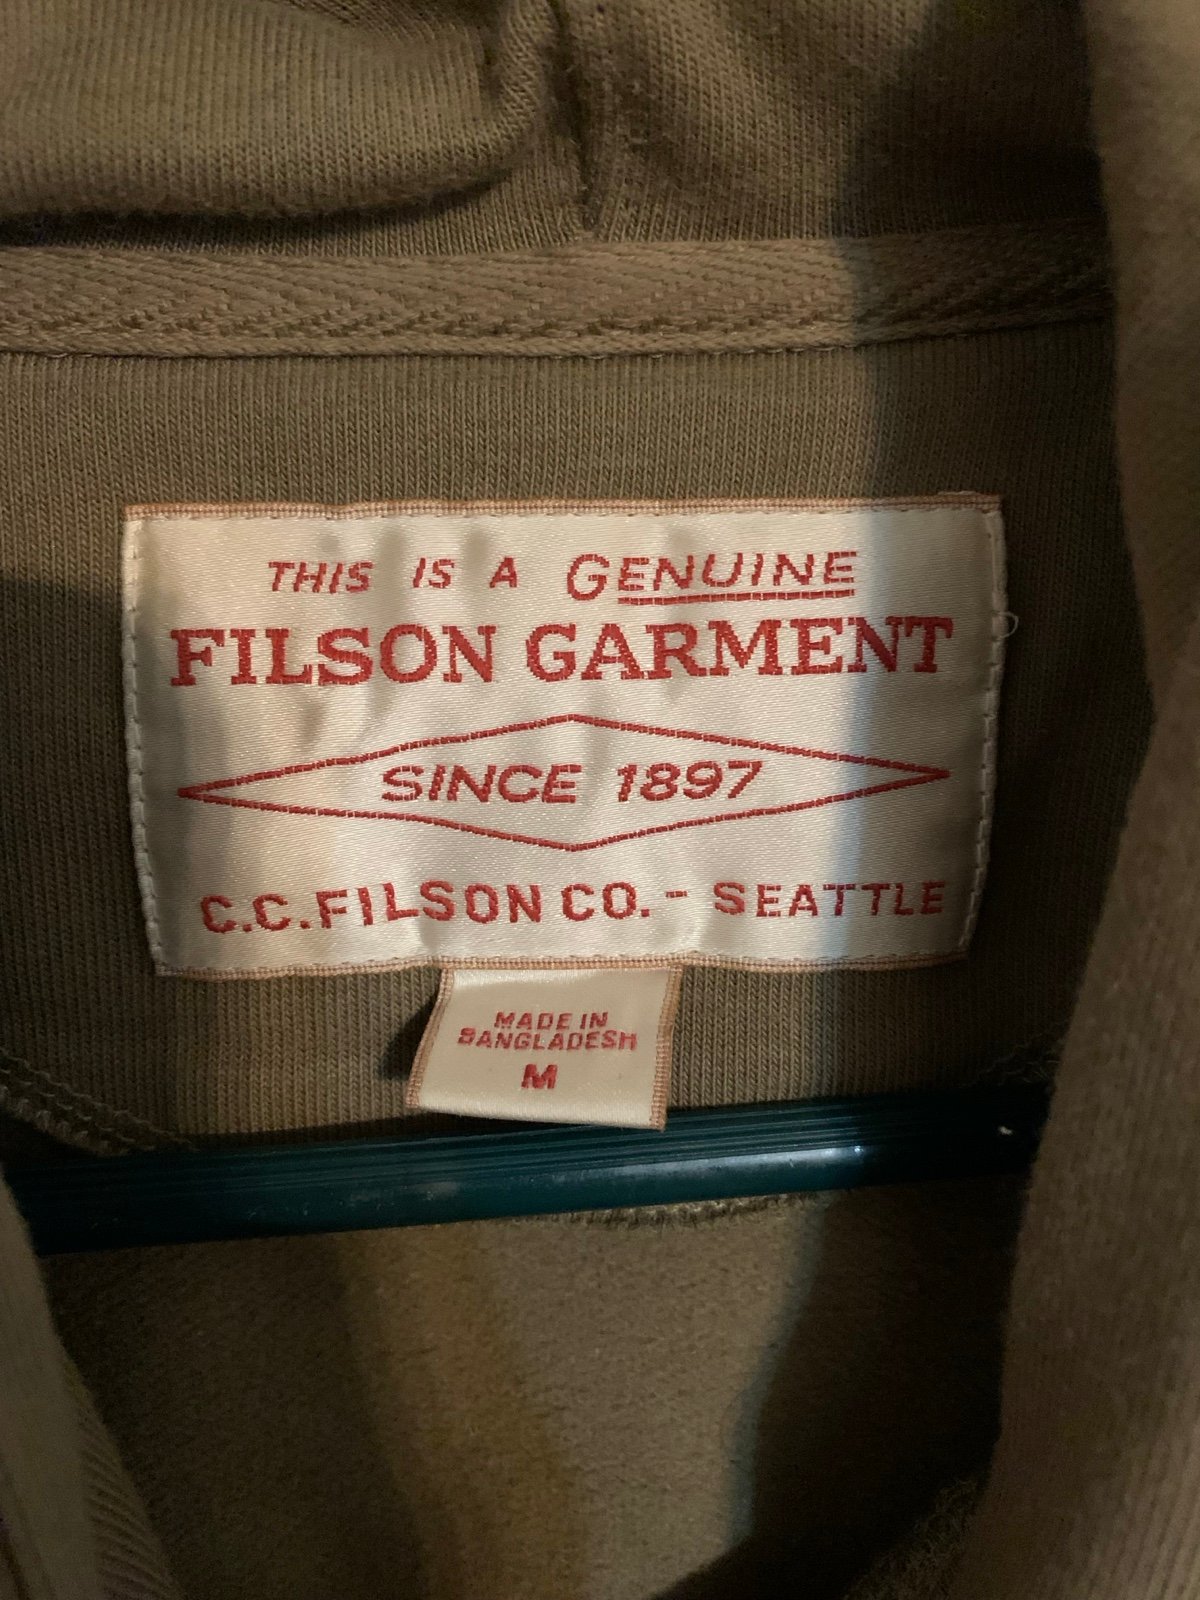 THIS IS A GENUINE
FILSON GARMENT
SINCE 1897
C.C. FILSON CO. - SEATTLE
MADE IN
BANGLADESH
M